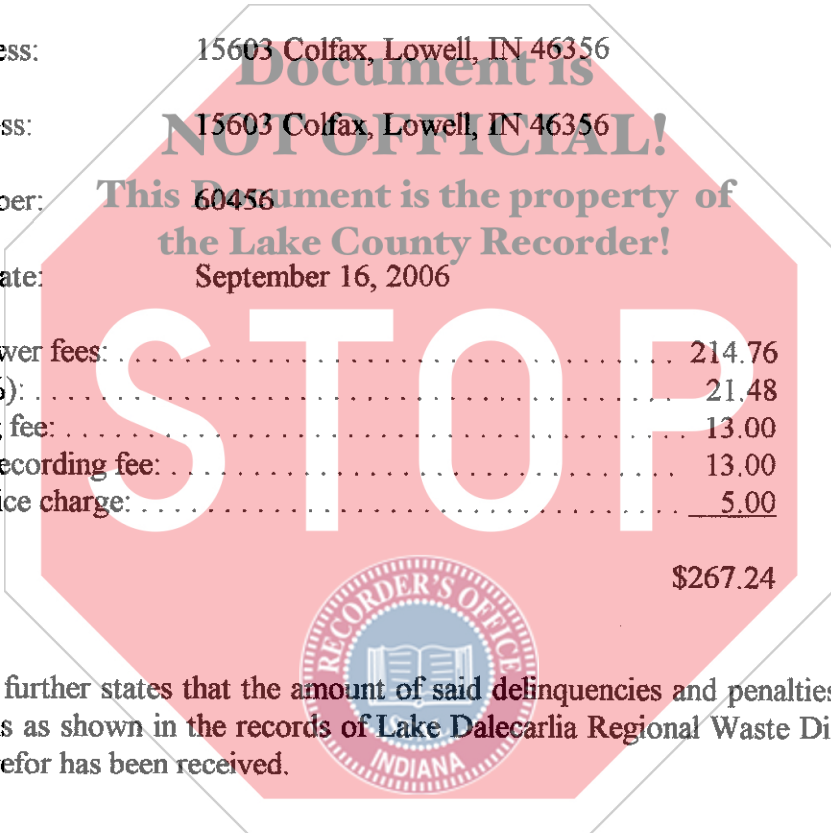 ess: 15603 Colfax, Lowell, IN 46356
Document is
ss: 15603 Colfax, Lowell, IN 46356
NOT OFFICIAL!
ber: 60456
This Document is the property of
the Lake County Recorder!
ate: September 16, 2006
STOP
wer fees: 214.76
%): 21.48
g fee: 13.00
ecording fee: 13.00
ice charge: 5.00
$267.24
RECORDER'S OFFICE
further states that the amount of said delinquencies and penalties
s as shown in the records of Lake Dalecarlia Regional Waste Di
INDIANA
efor has been received.